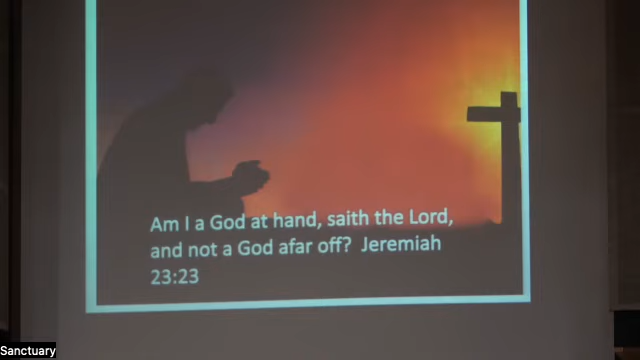 Am I a God at hand, saith the Lord,
and not a God afar off?  Jeremiah
23:23
Sanctuary